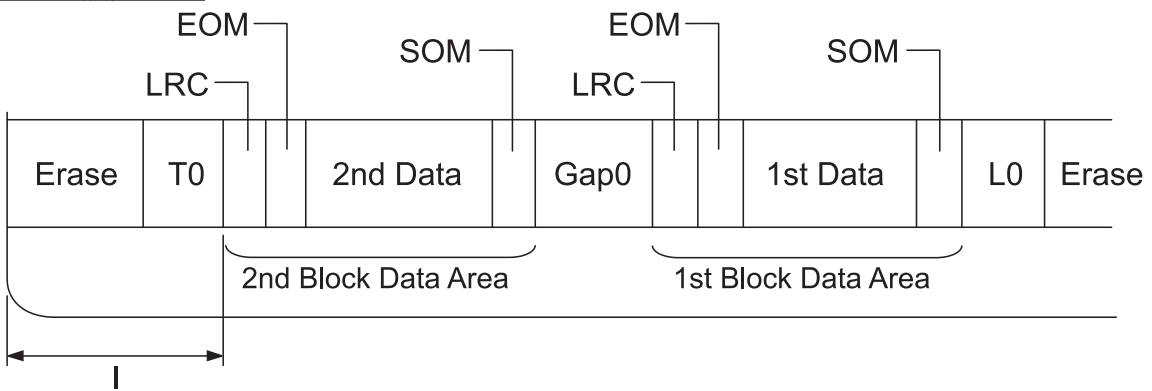 EOM
EOM
SOM
SOM
LRC
LRC
Erase T0 2nd Data Gap0 1st Data L0 Erase
2nd Block Data Area
1st Block Data Area